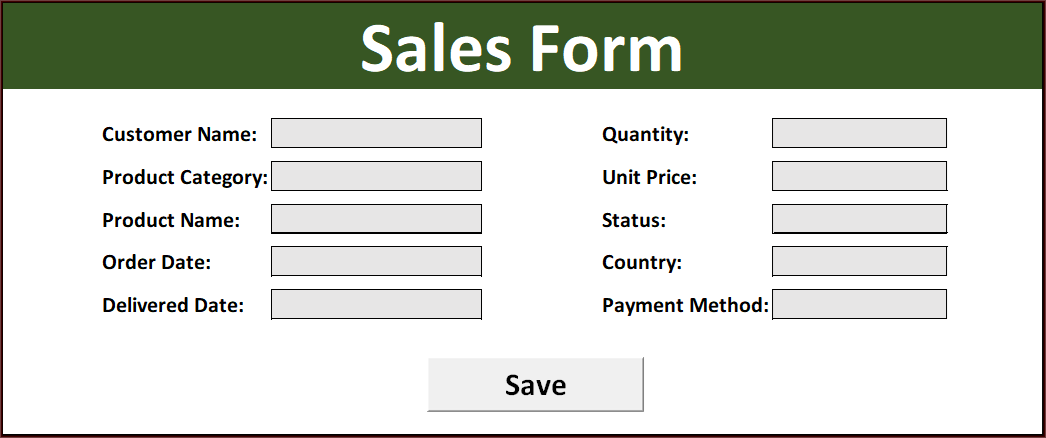 Sales Form
Customer Name:
Product Category:
Product Name:
Order Date:
Delivered Date:
Quantity:
Unit Price:
Status:
Country:
Payment Method:
Save